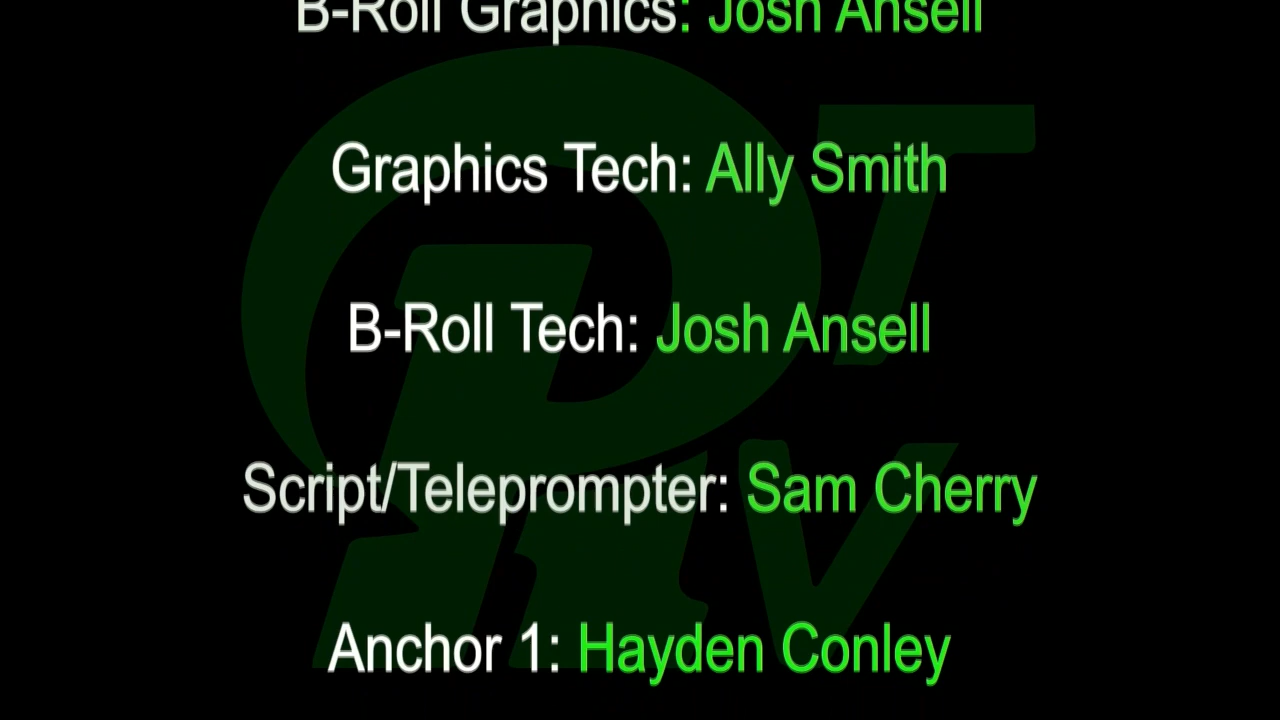 B-Roll Graphics: Josh Ansell
Graphics Tech: Ally Smith
B-Roll Tech: Josh Ansell
Script/Teleprompter: Sam Cherry
Anchor 1: Hayden Conley